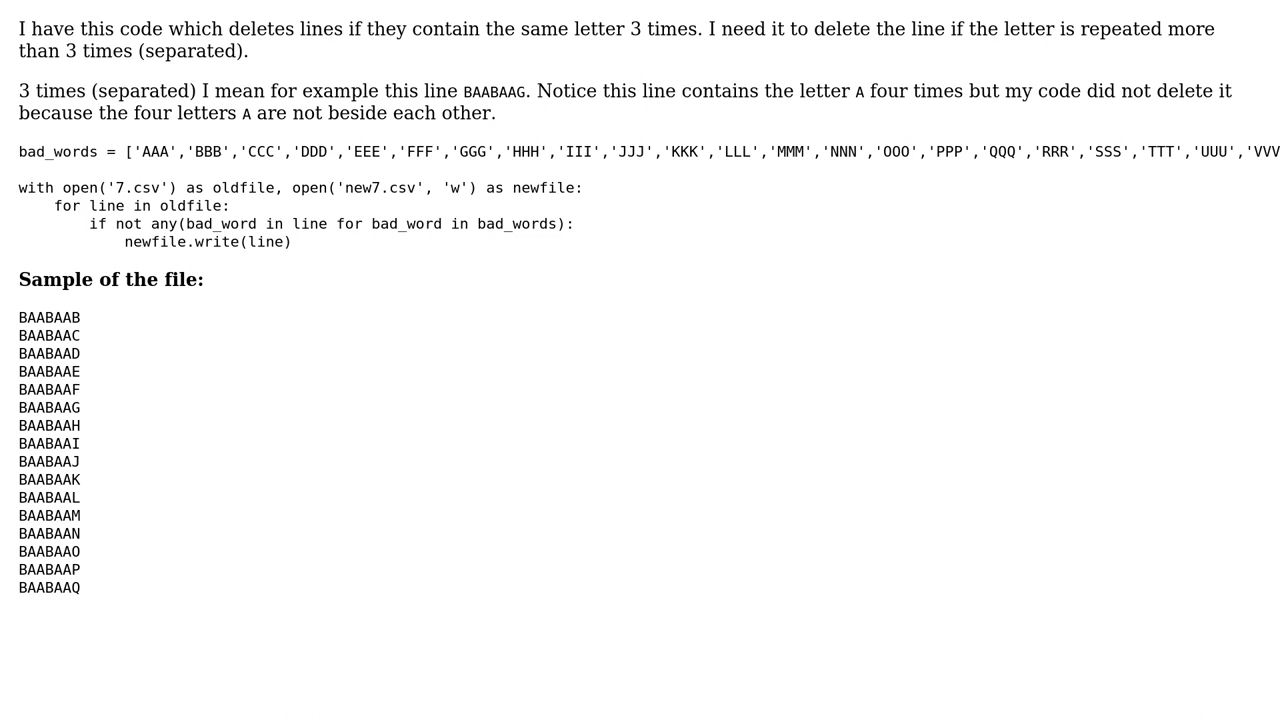 I have this code which deletes lines if they contain the same letter 3 times. I need it to delete the line if the letter is repeated more
than 3 times (separated).
3 times (separated) I mean for example this line BAABAAG. Notice this line contains the letter A four times but my code did not delete it
because the four letters A are not beside each other.
bad_words = ['AAA','BBB','CCC','DDD','EEE','FFF','GGG','HHH','III','JJJ','KKK','LLL','MMM','NNN','OOO','PPP','QQQ','RRR','SSS','TTT','UUU','VVV
with open('7.csv') as oldfile, open('new7.csv', 'w') as newfile:
    for line in oldfile:
        if not any(bad_word in line for bad_word in bad_words):
            newfile.write(line)
Sample of the file:
BAABAAB
BAABAAC
BAABAAD
BAABAAE
BAABAAF
BAABAAG
BAABAAH
BAABAAI
BAABAAJ
BAABAAK
BAABAAL
BAABAAM
BAABAAN
BAABAAO
BAABAAP
BAABAAQ